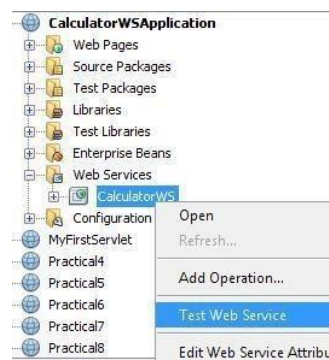 CalculatorWSApplication
Web Pages
Source Packages
Test Packages
Libraries
Test Libraries
Enterprise Beans
Web Services
CalculatorWS
Configuration
MyFirstServlet
Practical4
Practical5
Practical6
Practical7
Practical8
Open
Refresh...
Add Operation...
Test Web Service
Edit Web Service Attribu